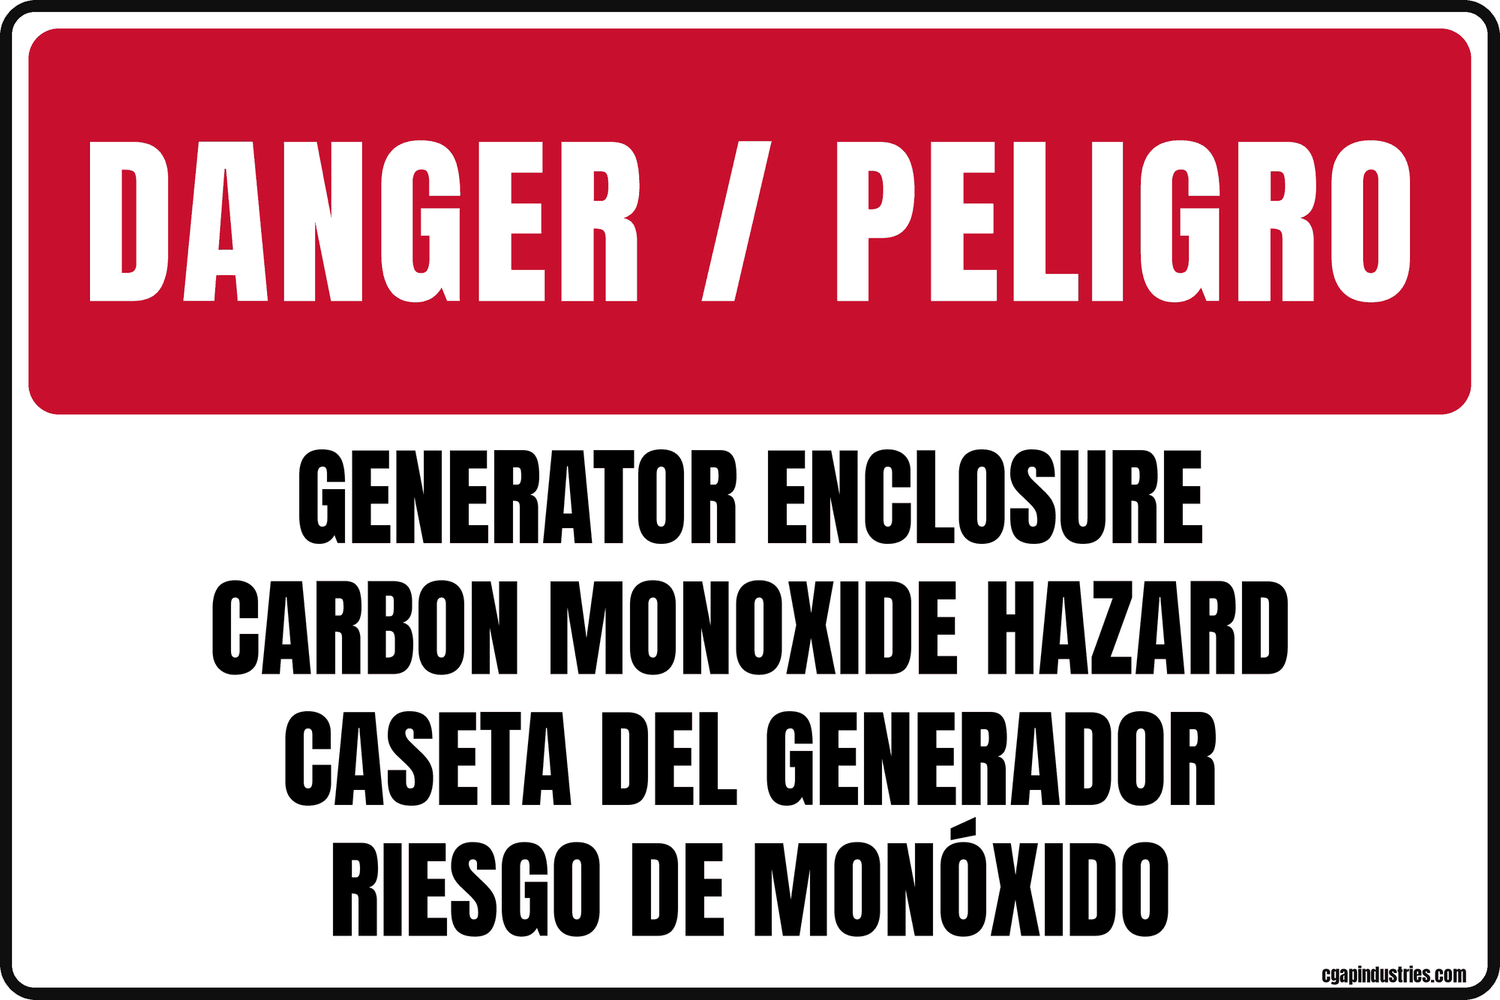 DANGER / PELIGRO
GENERATOR ENCLOSURE
CARBON MONOXIDE HAZARD
CASETA DEL GENERADOR
RIESGO DE MONÓXIDO
cgapindustries.com